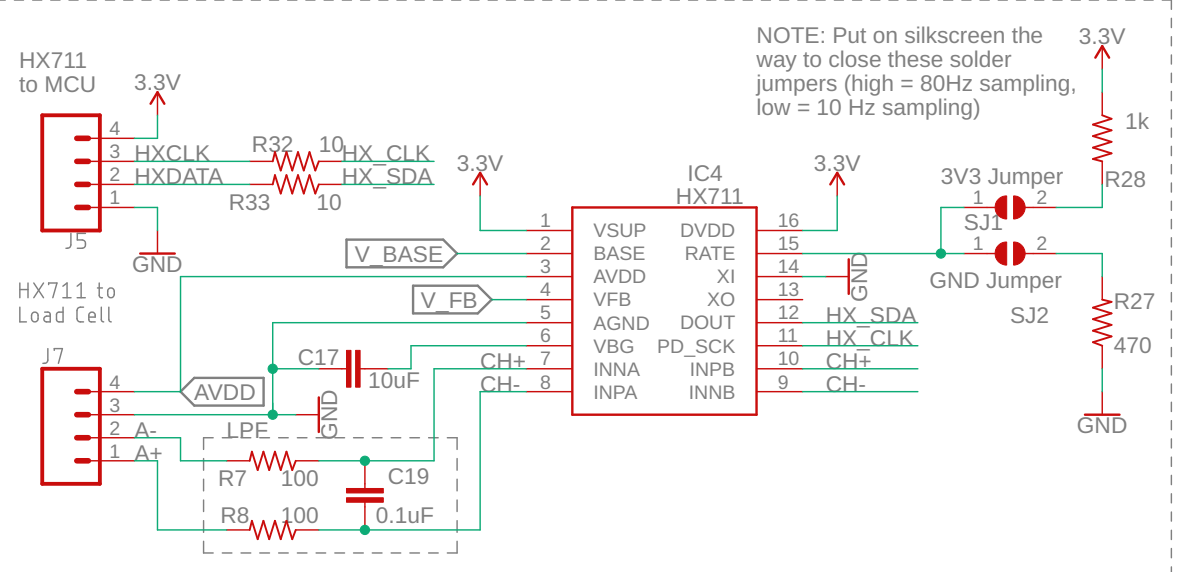 HX711
to MCU
3.3V
4
3
2
1
HXCLK
HXDATA
R32
10
HX_CLK
R33
10
HX_SDA
J5
GND
NOTE: Put on silkscreen the
way to close these solder
jumpers (high = 80Hz sampling,
low = 10 Hz sampling)
3.3V
1k
R28
3V3 Jumper
1
2
SJ1
1
2
GND Jumper
SJ2
R27
470
GND
3.3V
IC4
HX711
3.3V
1 VSUP DVDD 16
2 BASE RATE 15
3 AVDD XI 14
4 VFB XO 13
5 AGND DOUT 12
6 VBG PD_SCK 11
7 INNA INPB 10
8 INPA INNB 9
V_BASE
V_FB
GND
HX_SDA
HX_CLK
CH+
CH-
CH+
CH-
C17
10uF
HX711 to
Load Cell
J7
4
3
2
1
AVDD
GND
A-
A+
LPF
R7
100
C19
R8
100
0.1uF